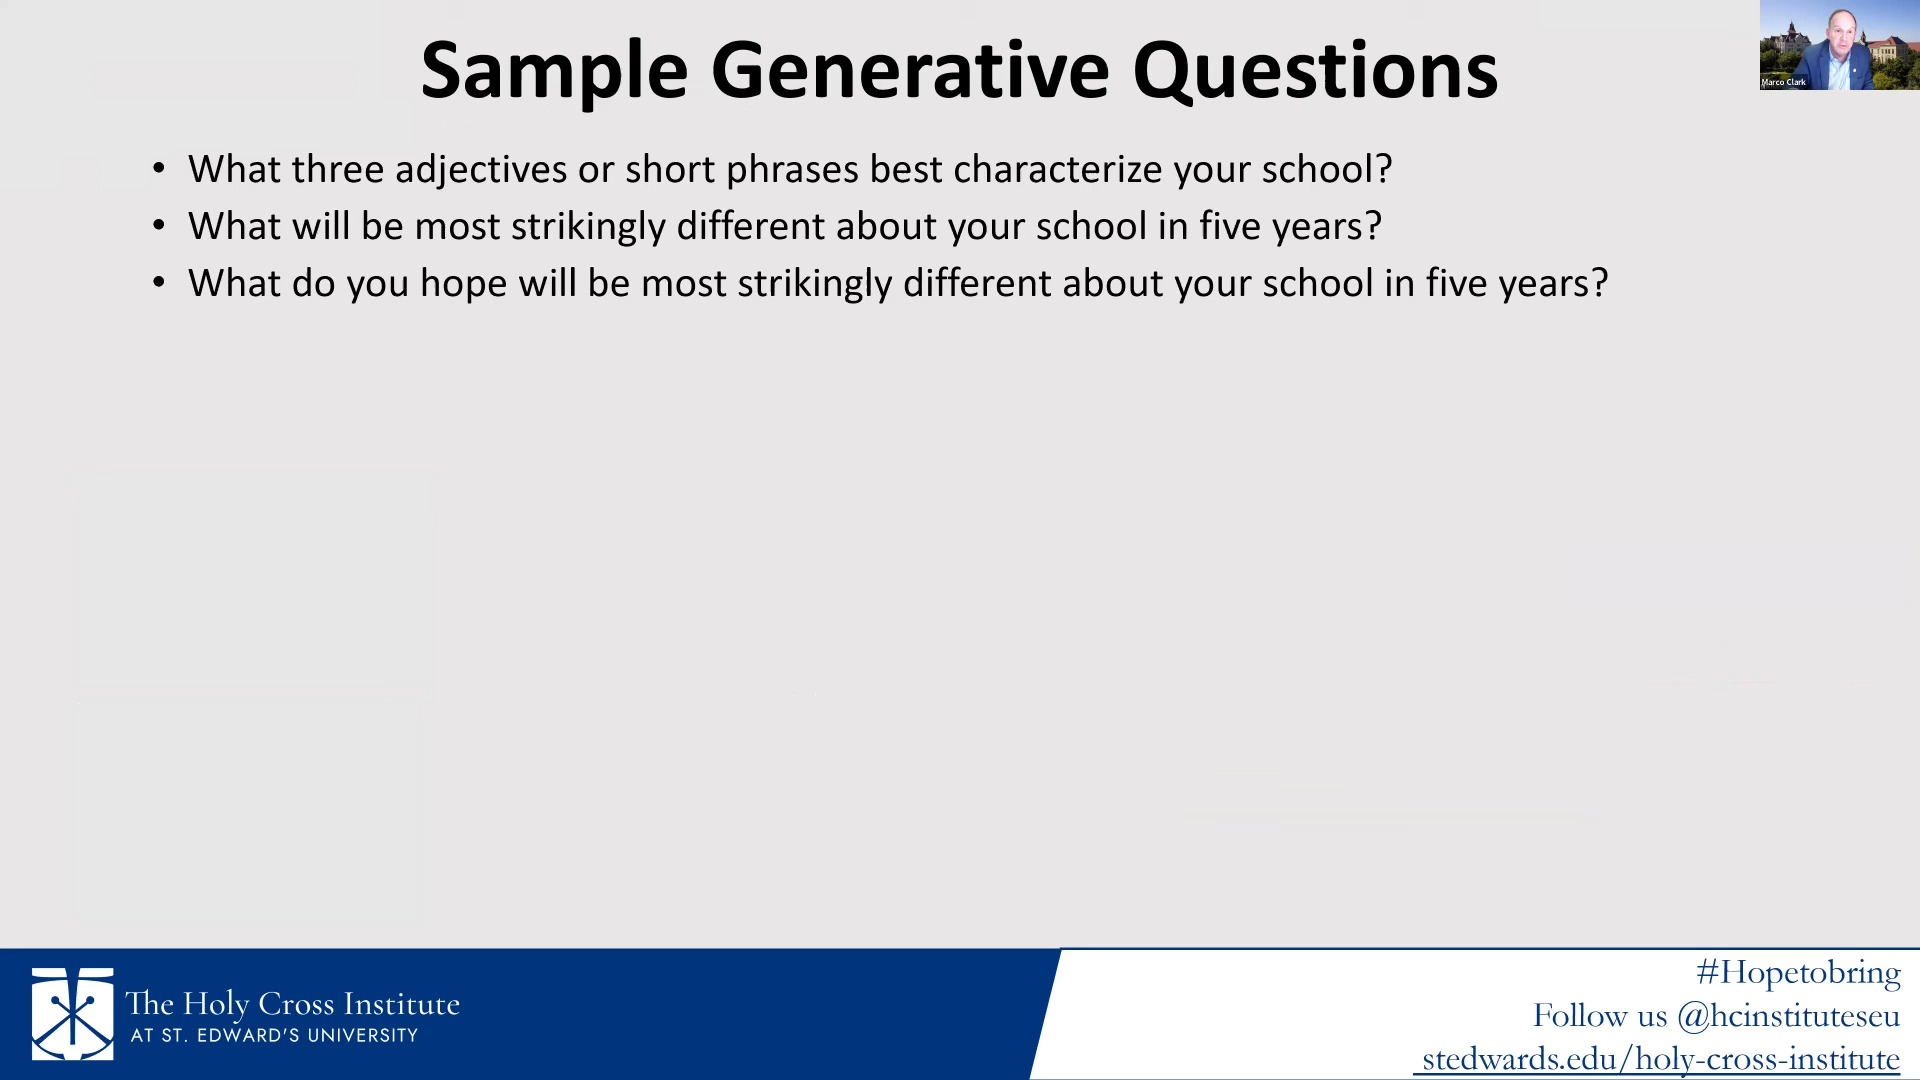 Sample Generative Questions
Marco Clark
• What three adjectives or short phrases best characterize your school?
• What will be most strikingly different about your school in five years?
• What do you hope will be most strikingly different about your school in five years?
The Holy Cross Institute
AT ST. EDWARD'S UNIVERSITY
#Hopetobring
Follow us @hcinstituteseu
stedwards.edu/holy-cross-institute